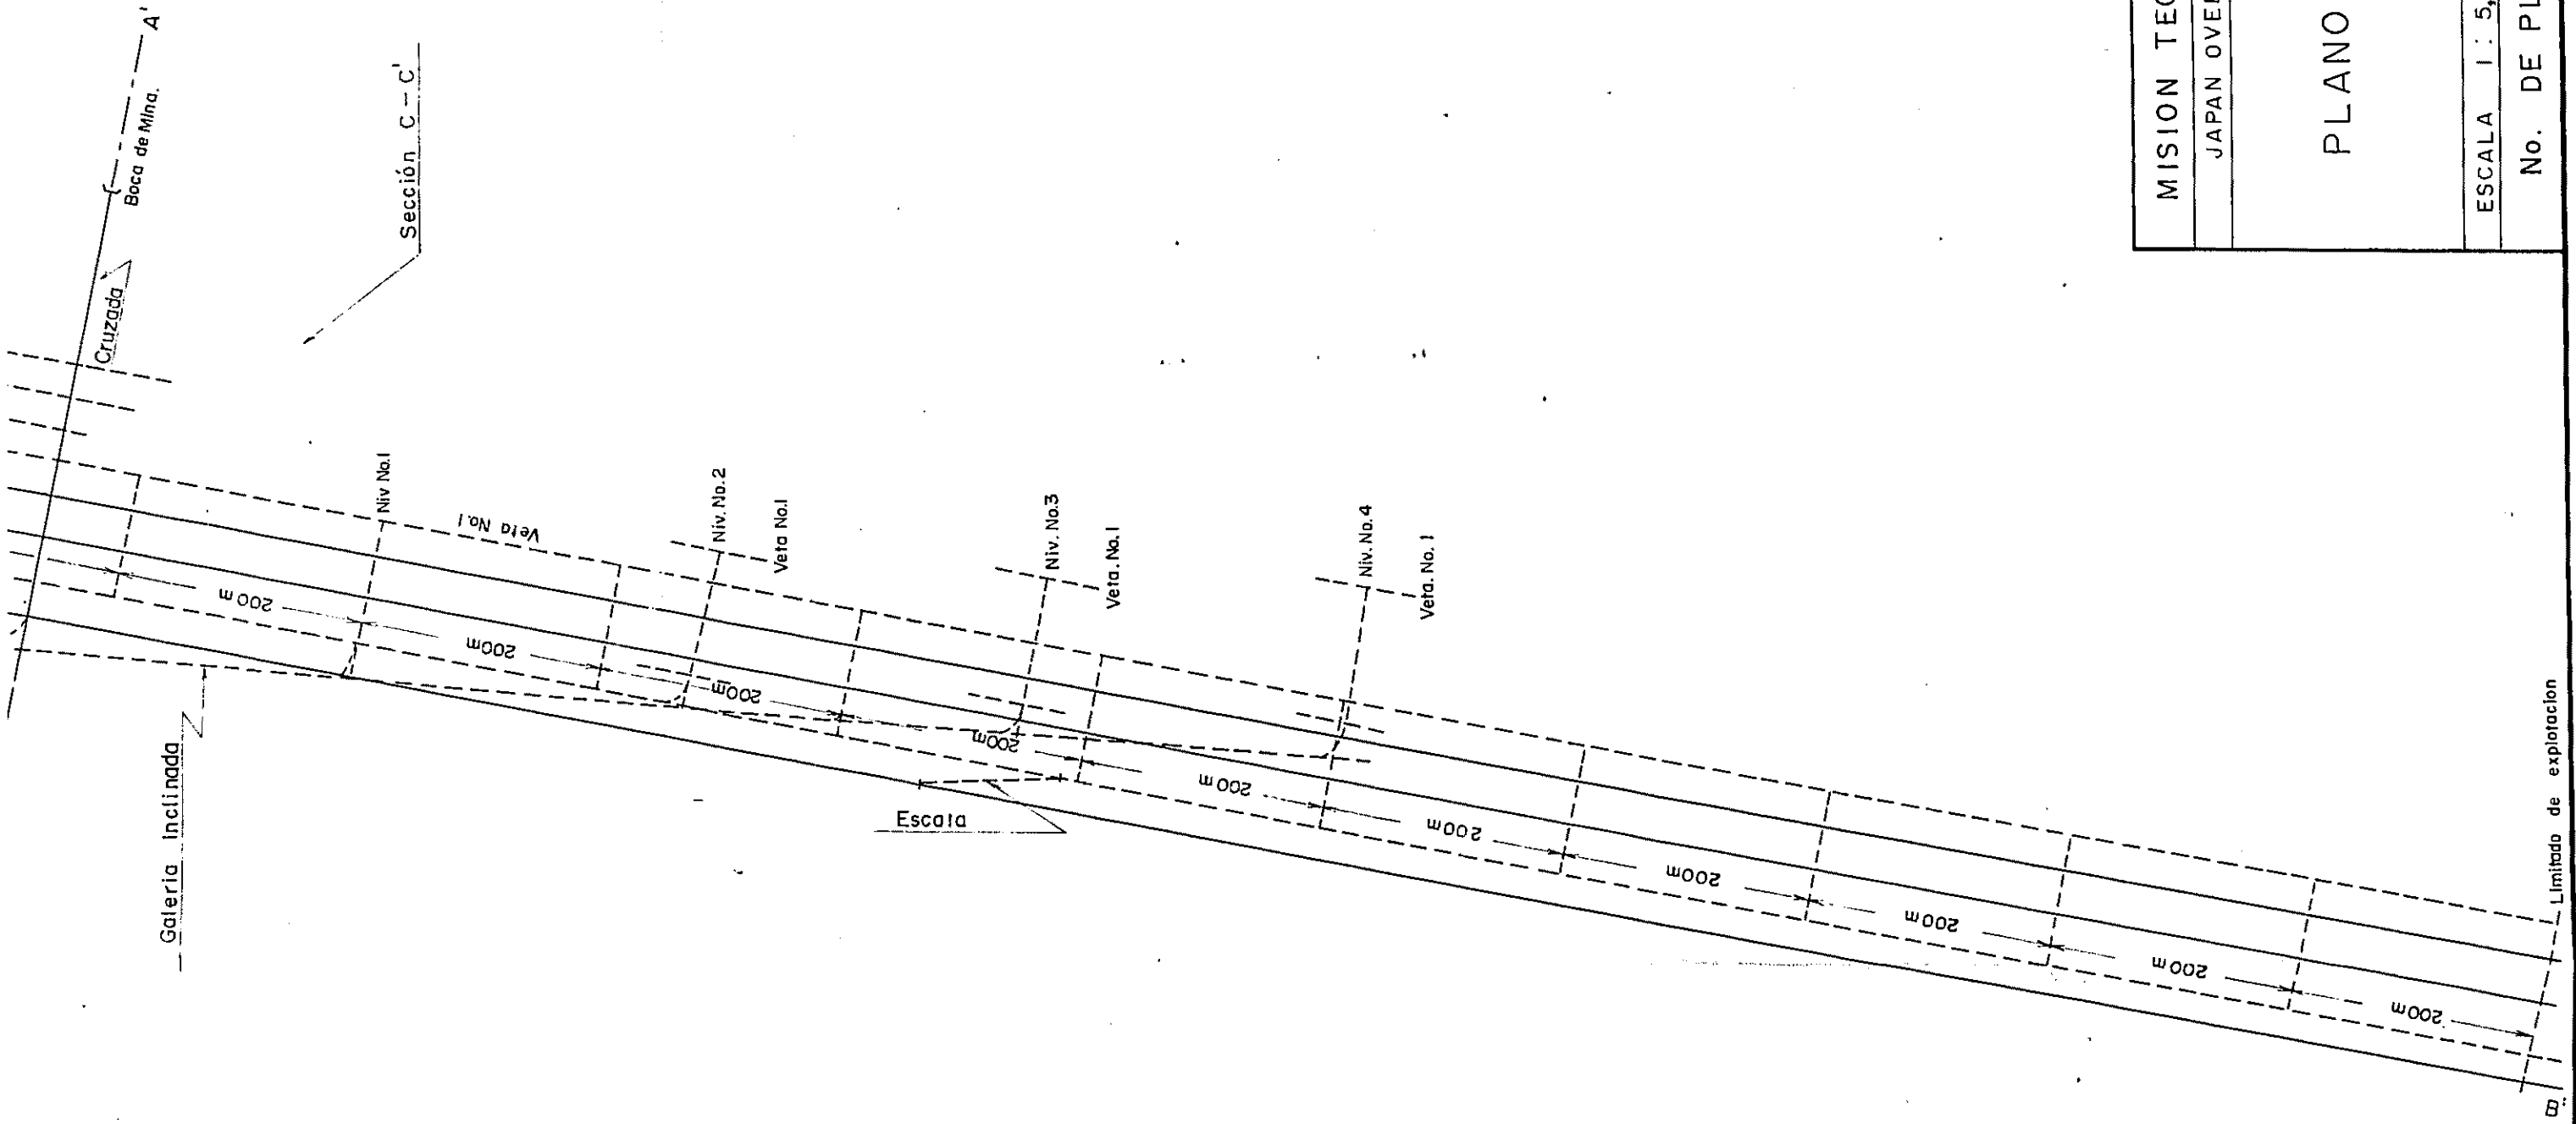 A'
Boca de Mina.
Cruzada
Sección C-C'
Niv No.1
Veta No.1
Niv. No.2
Veta No.1
Niv. No.3
Veta. No.1
Niv. No.4
Veta. No. 1
200m
200m
200m
200m
200m
200m
200m
200m
200m
200m
Galeria Inclinada
Escala
Limitado de explotacion
B'
MISION TEC
JAPAN OVER
PLANO
ESCALA 1 : 5,
No. DE PL